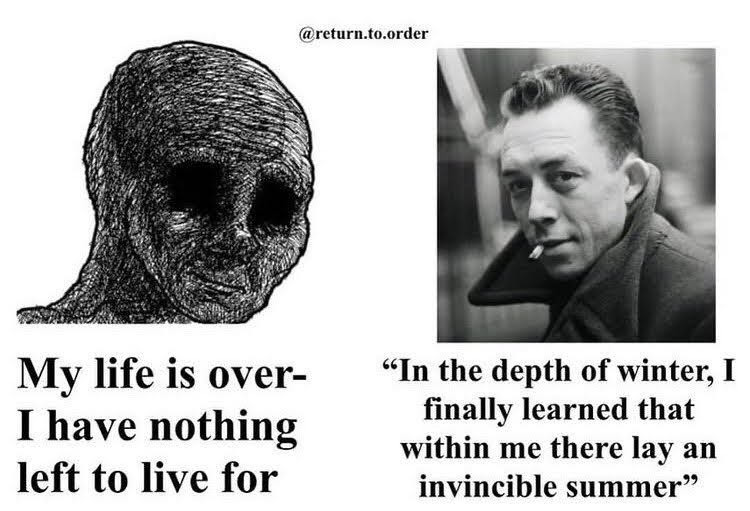 @return.to.order
My life is over-
I have nothing
left to live for
“In the depth of winter, I
finally learned that
within me there lay an
invincible summer”